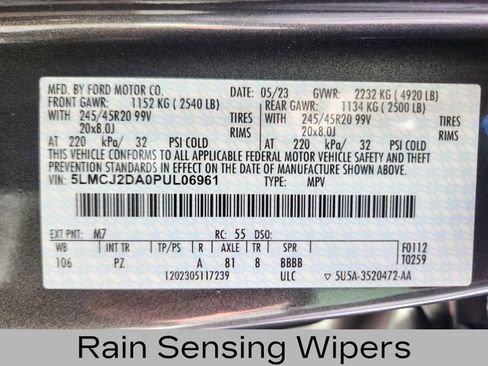 MFD. BY FORD MOTOR CO. DATE: 05/23 GVWR: 2232 KG ( 4920 LB)
FRONT GAWR: 1152 KG ( 2540 LB) REAR GAWR: 1134 KG ( 2500 LB)
WITH 245/45R20 99V TIRES WITH 245/45R20 99V TIRES
20x8.0J RIMS 20x8.0J RIMS
AT 220 kPa/ 32 PSI COLD AT 220 kPa/ 32 PSI COLD
THIS VEHICLE CONFORMS TO ALL APPLICABLE FEDERAL MOTOR VEHICLE SAFETY AND THEFT
PREVENTION STANDARDS IN EFFECT ON THE DATE OF MANUFACTURE SHOWN ABOVE.
VIN: 5LMCJ2DA0PUL06961 TYPE: MPV
EXT PNT: M7 RC: 55 DSO:
WB INT TR TP/PS R AXLE TR SPR F0112
106 PZ A 81 8 BBBB T0259
1202305117239 ULC ▽ 5U5A-3520472-AA
Rain Sensing Wipers